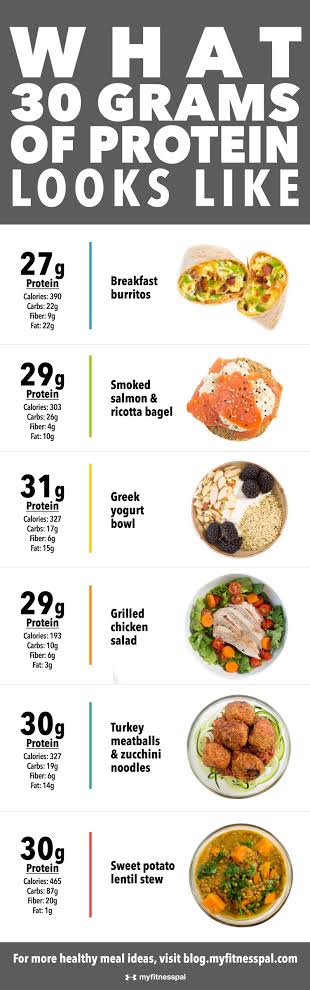 WHAT
30 GRAMS
OF PROTEIN
LOOKS LIKE
27g
Protein
Calories: 390
Carbs: 22g
Fiber: 9g
Fat: 22g
Breakfast
burritos
29g
Protein
Calories: 303
Carbs: 26g
Fiber: 4g
Fat: 10g
Smoked
salmon &
ricotta bagel
31g
Protein
Calories: 327
Carbs: 17g
Fiber: 6g
Fat: 15g
Greek
yogurt
bowl
29g
Protein
Calories: 193
Carbs: 10g
Fiber: 6g
Fat: 3g
Grilled
chicken
salad
30g
Protein
Calories: 327
Carbs: 19g
Fiber: 6g
Fat: 14g
Turkey
meatballs
& zucchini
noodles
30g
Protein
Calories: 465
Carbs: 87g
Fiber: 20g
Fat: 1g
Sweet potato
lentil stew
For more healthy meal ideas, visit blog.myfitnesspal.com
myfitnesspal